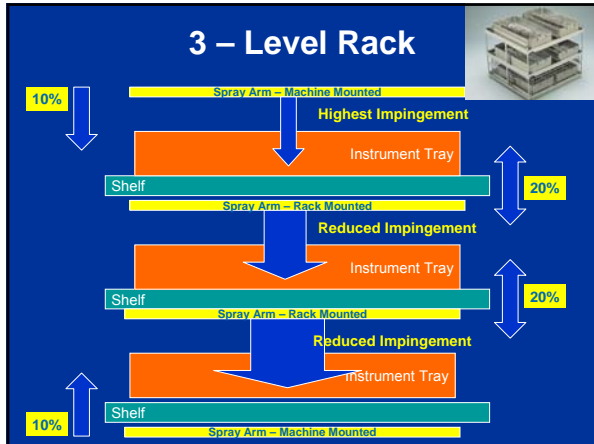 3 – Level Rack
10%
Spray Arm – Machine Mounted
Highest Impingement
Instrument Tray
Shelf
20%
Spray Arm – Rack Mounted
Reduced Impingement
Instrument Tray
Shelf
20%
Spray Arm – Rack Mounted
Reduced Impingement
Instrument Tray
Shelf
10%
Spray Arm – Machine Mounted